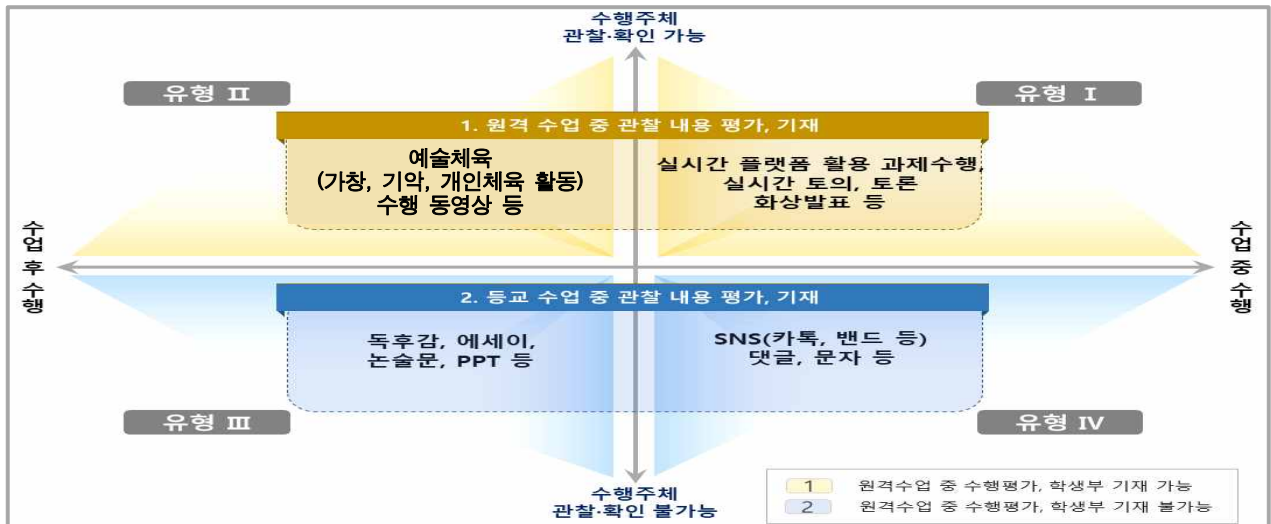 수행주체
관찰·확인 가능
유형 Ⅱ
유형 Ⅰ
1. 원격 수업 중 관찰 내용 평가, 기재
예술체육
(가창, 기악, 개인체육 활동)
수행 동영상 등
실시간 플랫폼 활용 과제수행,
실시간 토의, 토론
화상발표 등
수업 후 수행
수업 중 수행
2. 등교 수업 중 관찰 내용 평가, 기재
독후감, 에세이,
논술문, PPT 등
SNS(카톡, 밴드 등)
댓글, 문자 등
유형 Ⅲ
유형 Ⅳ
수행주체
관찰·확인 불가능
1 원격수업 중 수행평가, 학생부 기재 가능
2 원격수업 중 수행평가, 학생부 기재 불가능